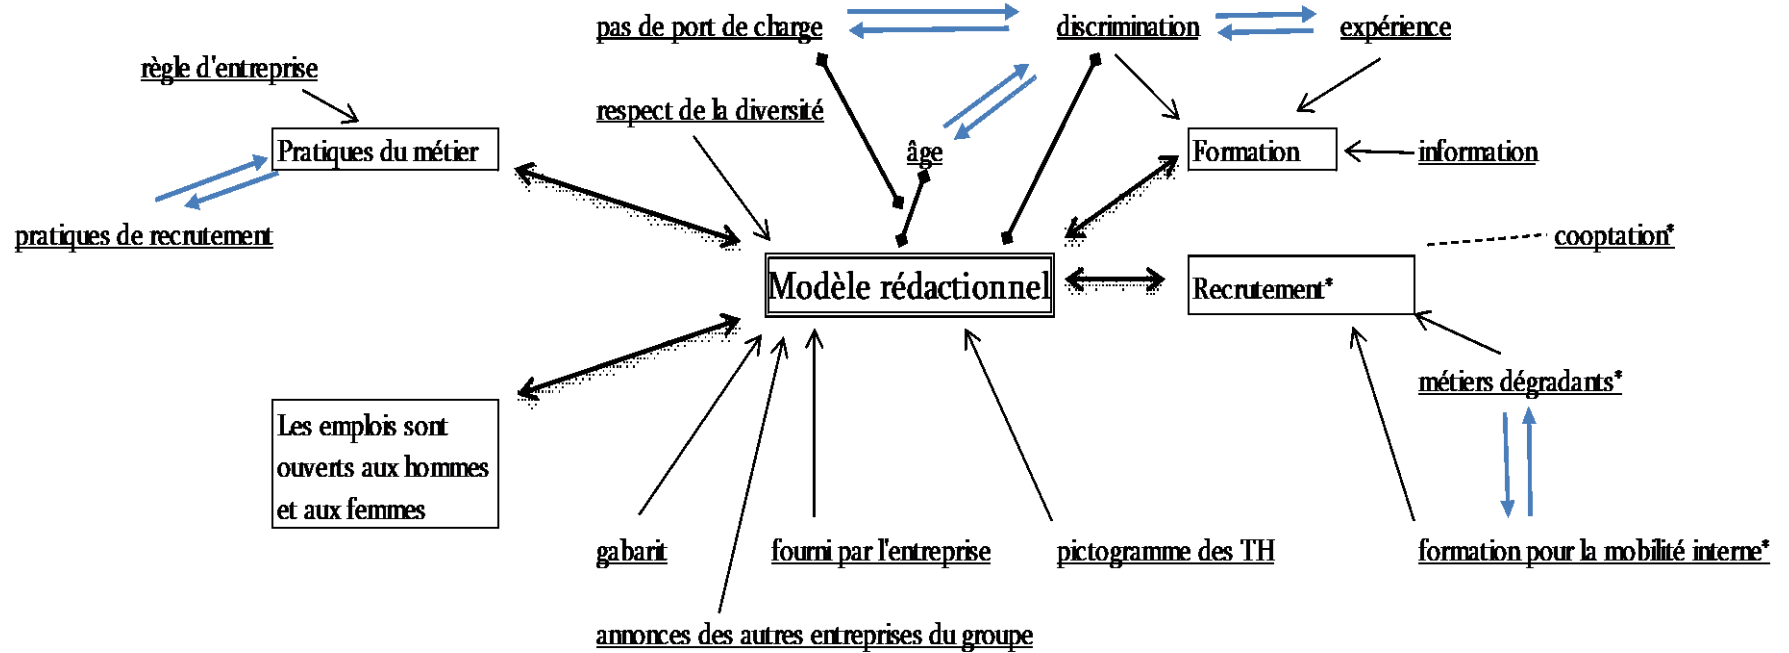 pas de port de charge
discrimination
expérience
règle d'entreprise
respect de la diversité
Pratiques du métier
âge
Formation
information
pratiques de recrutement
cooptation*
Modèle rédactionnel
Recrutement*
métiers dégradants*
Les emplois sont
ouverts aux hommes
et aux femmes
gabarit
fourni par l'entreprise
pictogramme des TH
formation pour la mobilité interne*
annonces des autres entreprises du groupe